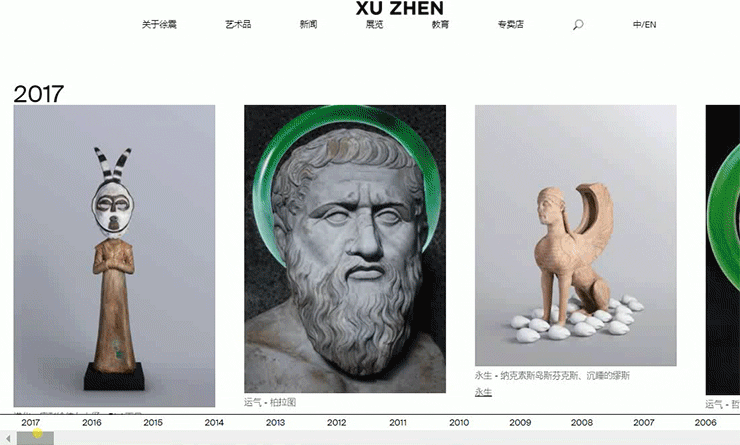 XU ZHEN
关于徐震 艺术品 新闻 展览 教育 专卖店 中/EN
2017
运气 • 柏拉图
永生 • 纳克索斯岛斯芬克斯，沉睡的缪斯
永生
运气 • 哲
2017 2016 2015 2014 2013 2012 2011 2010 2009 2008 2007 2006